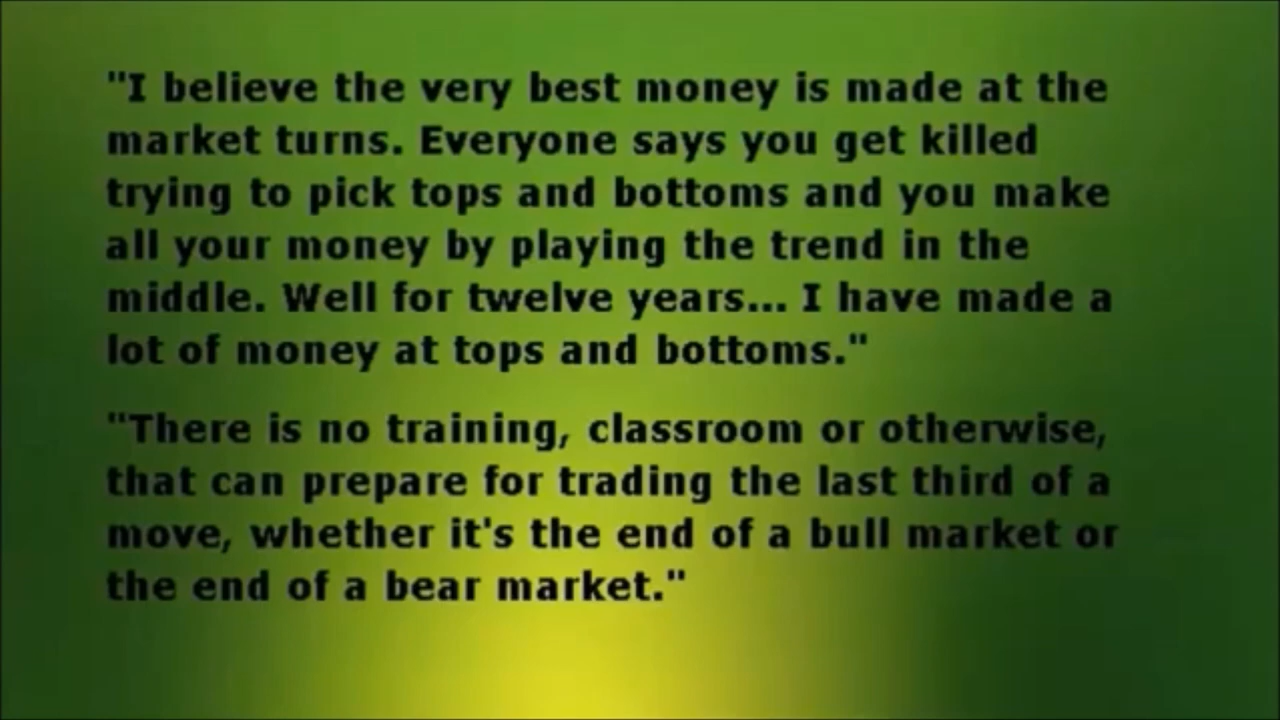 "I believe the very best money is made at the
market turns. Everyone says you get killed
trying to pick tops and bottoms and you make
all your money by playing the trend in the
middle. Well for twelve years... I have made a
lot of money at tops and bottoms."
"There is no training, classroom or otherwise,
that can prepare for trading the last third of a
move, whether it's the end of a bull market or
the end of a bear market."